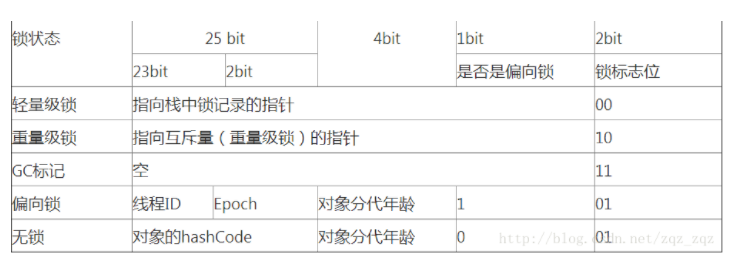 锁状态 25 bit 4bit 1bit 2bit
23bit 2bit 是否是偏向锁 锁标志位
轻量级锁 指向栈中锁记录的指针 00
重量级锁 指向互斥量（重量级锁）的指针 10
GC标记 空 11
偏向锁 线程ID Epoch 对象分代年龄 1 01
无锁 对象的hashCode 对象分代年龄 0 01
http://blog.csdn.net/zqz_zqz